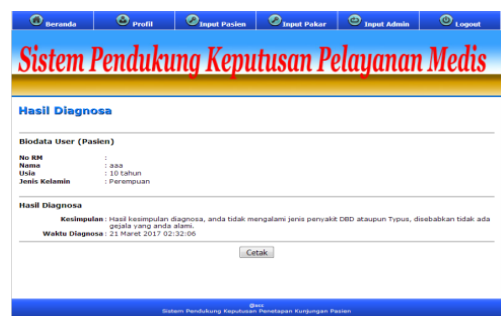 Beranda Profil Input Pasien Input Pakar Input Admin Logout
Sistem Pendukung Keputusan Pelayanan Medis
Hasil Diagnosa
Biodata User (Pasien)
No RM :
Nama : aaa
Usia : 10 tahun
Jenis Kelamin : Perempuan
Hasil Diagnosa
Kesimpulan : Hasil kesimpulan diagnosa, anda tidak mengalami jenis penyakit DBD ataupun Typus, disebabkan tidak ada
gejala yang anda alami.
Waktu Diagnosa : 21 Maret 2017 02:32:06
Cetak
Sistem Pendukung Keputusan Penetapan Kunjungan Pasien